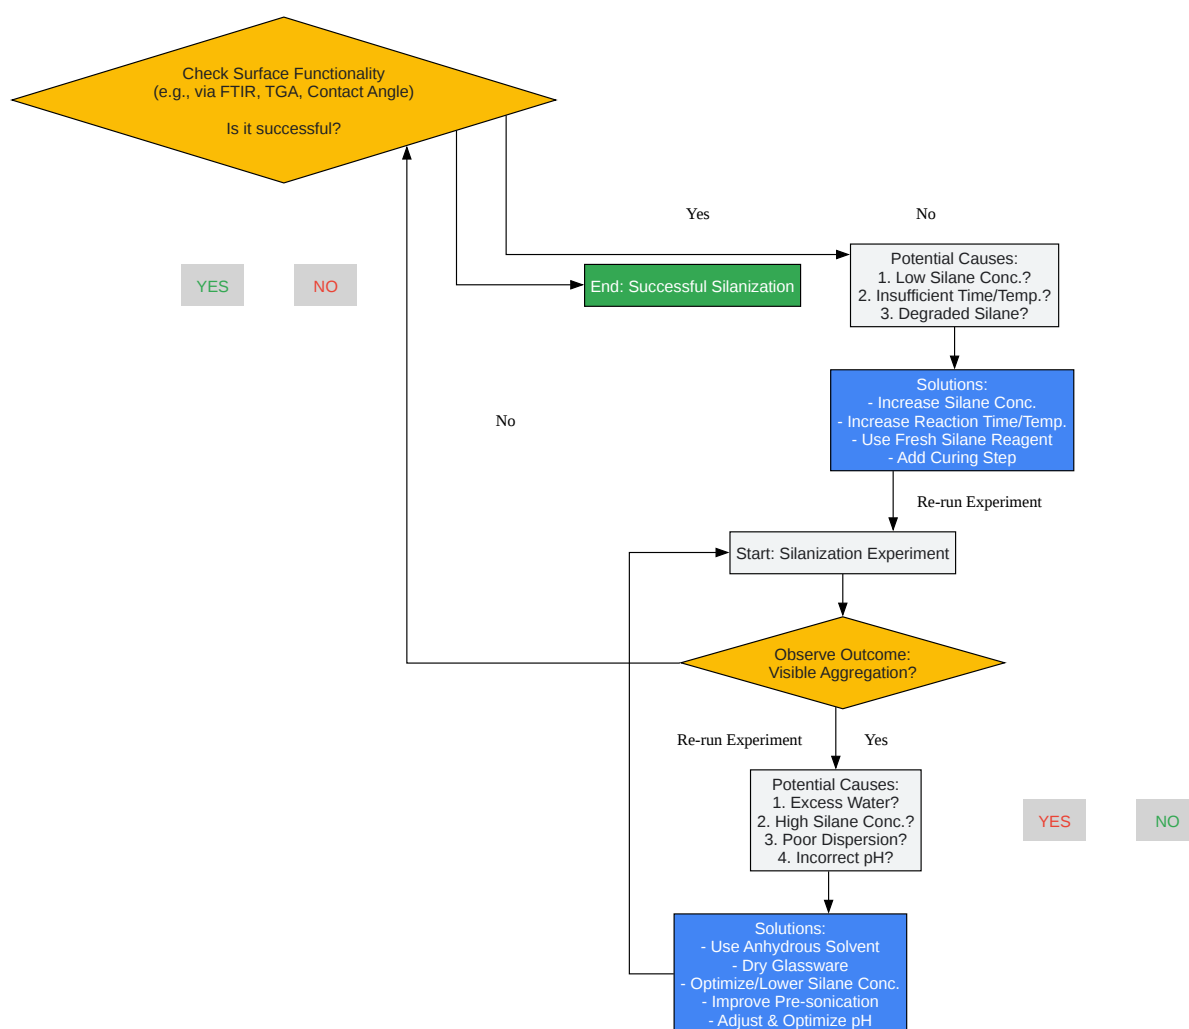 Check Surface Functionality
(e.g., via FTIR, TGA, Contact Angle)
Is it successful?
Yes
No
YES
NO
End: Successful Silanization
Potential Causes:
1. Low Silane Conc.?
2. Insufficient Time/Temp.?
3. Degraded Silane?
Solutions:
- Increase Silane Conc.
- Increase Reaction Time/Temp.
- Use Fresh Silane Reagent
- Add Curing Step
No
Re-run Experiment
Start: Silanization Experiment
Observe Outcome:
Visible Aggregation?
Re-run Experiment
Yes
Potential Causes:
1. Excess Water?
2. High Silane Conc.?
3. Poor Dispersion?
4. Incorrect pH?
YES
NO
Solutions:
- Use Anhydrous Solvent
- Dry Glassware
- Optimize/Lower Silane Conc.
- Improve Pre-sonication
- Adjust & Optimize pH